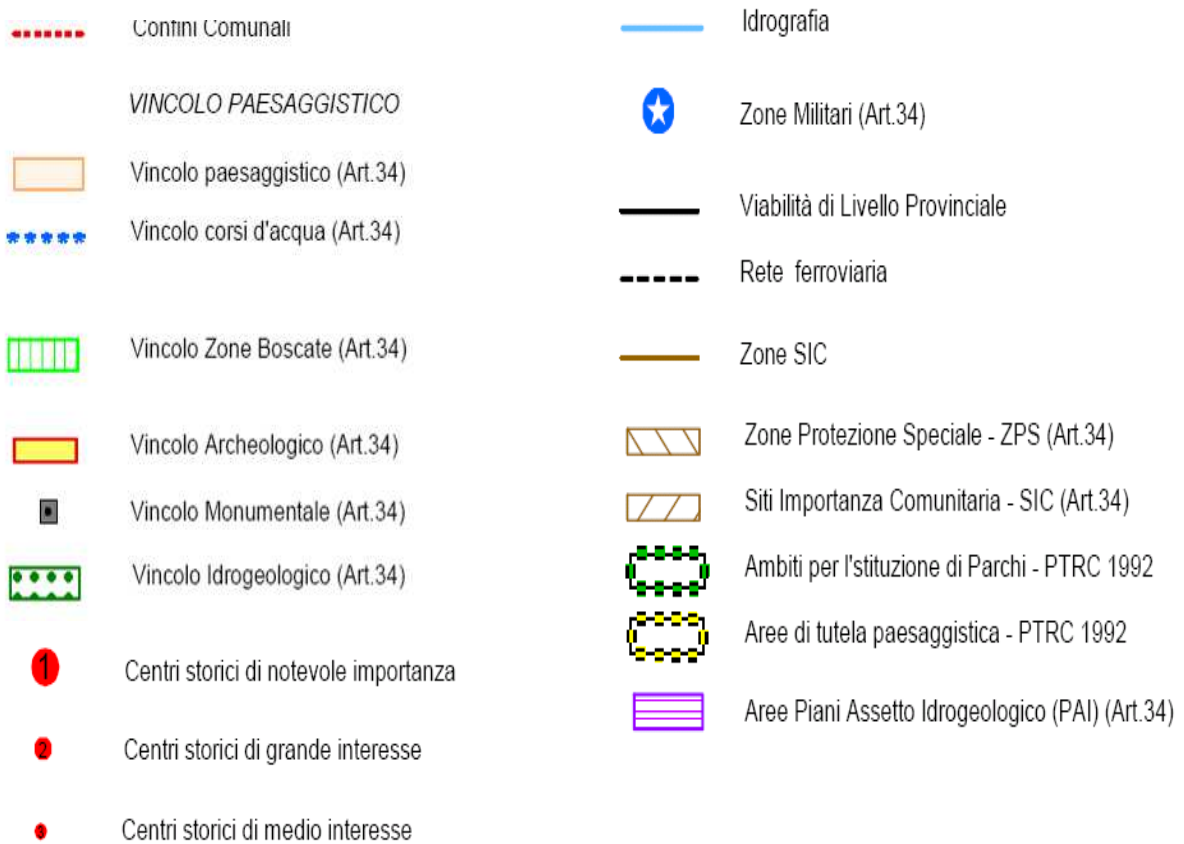 Confini Comunali
VINCOLO PAESAGGISTICO
Vincolo paesaggistico (Art.34)
Vincolo corsi d'acqua (Art.34)
Vincolo Zone Boscate (Art.34)
Vincolo Archeologico (Art.34)
Vincolo Monumentale (Art.34)
Vincolo Idrogeologico (Art.34)
1 Centri storici di notevole importanza
2 Centri storici di grande interesse
3 Centri storici di medio interesse
Idrografia
Zone Militari (Art.34)
Viabilità di Livello Provinciale
Rete ferroviaria
Zone SIC
Zone Protezione Speciale - ZPS (Art.34)
Siti Importanza Comunitaria - SIC (Art.34)
Ambiti per l'stituzione di Parchi - PTRC 1992
Aree di tutela paesaggistica - PTRC 1992
Aree Piani Assetto Idrogeologico (PAI) (Art.34)